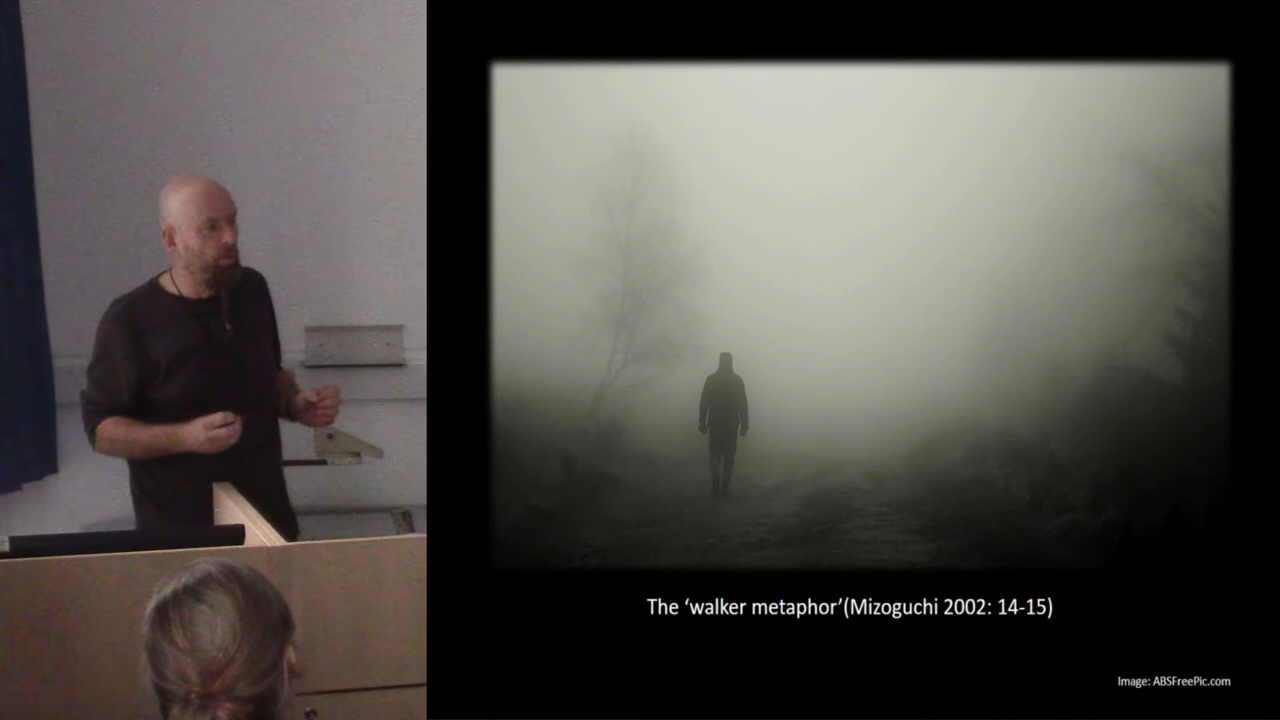 The ‘walker metaphor’(Mizoguchi 2002: 14-15)
Image: ABSFreePic.com